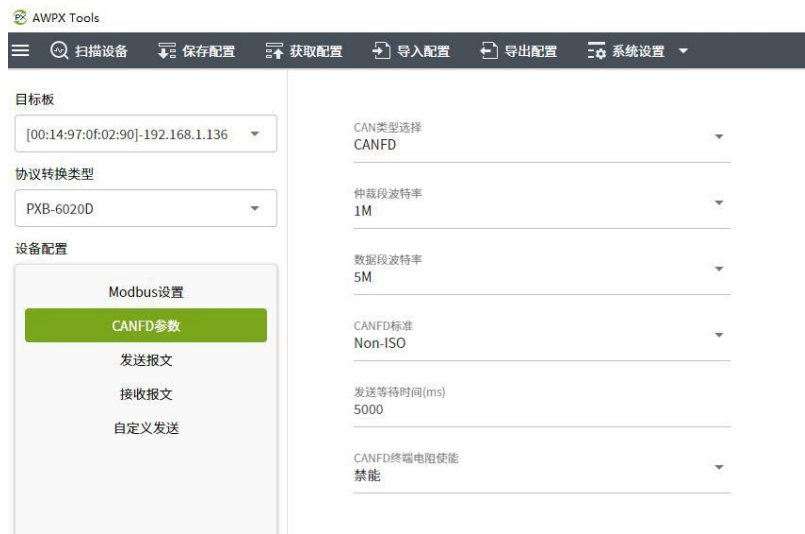 PX AWPX Tools
扫描设备 保存配置 获取配置 导入配置 导出配置 系统设置
目标板
[00:14:97:0f:02:90]-192.168.1.136
协议转换类型
PXB-6020D
设备配置
Modbus设置
CANFD参数
发送报文
接收报文
自定义发送
CAN类型选择
CANFD
仲裁段波特率
1M
数据段波特率
5M
CANFD标准
Non-ISO
发送等待时间(ms)
5000
CANFD终端电阻使能
禁能